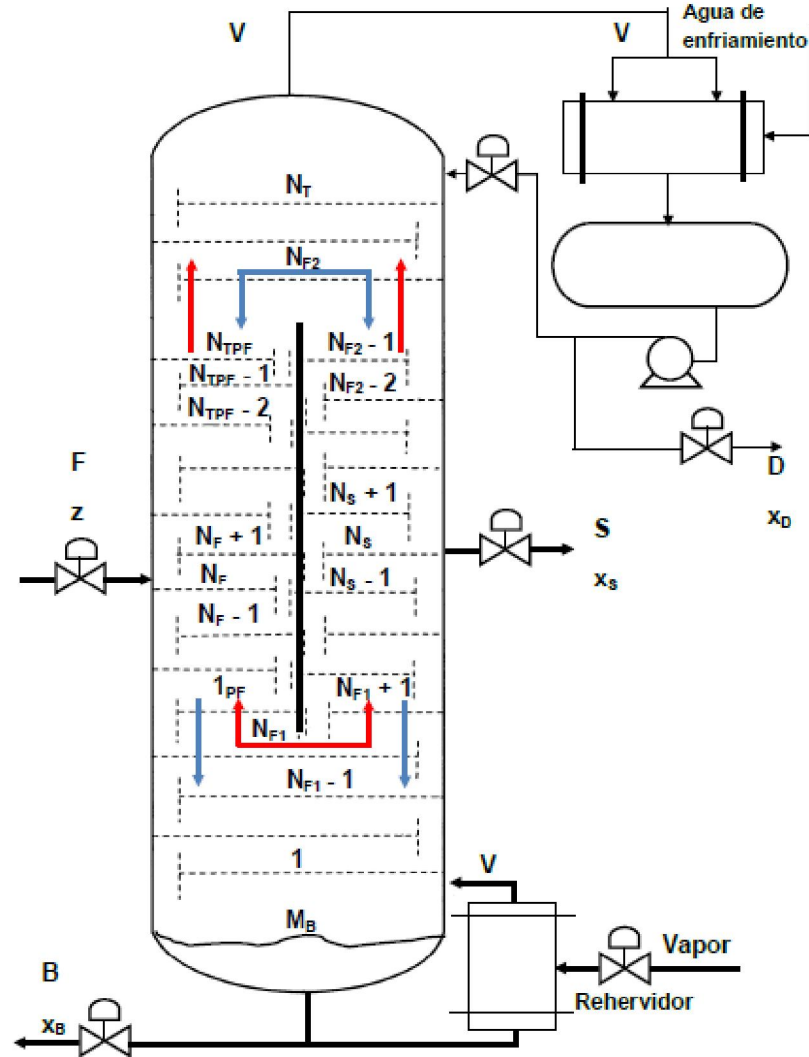 V
V
Agua de
enfriamiento
N_T
N_F2
N_TPF
N_F2 - 1
N_TPF - 1
N_F2 - 2
N_TPF - 2
F
z
D
x_D
N_S + 1
N_F + 1
N_S
S
N_F
N_S - 1
x_S
N_F - 1
1_PF
N_F1 + 1
N_F1
N_F1 - 1
1
V
M_B
Vapor
B
Rehervidor
x_B